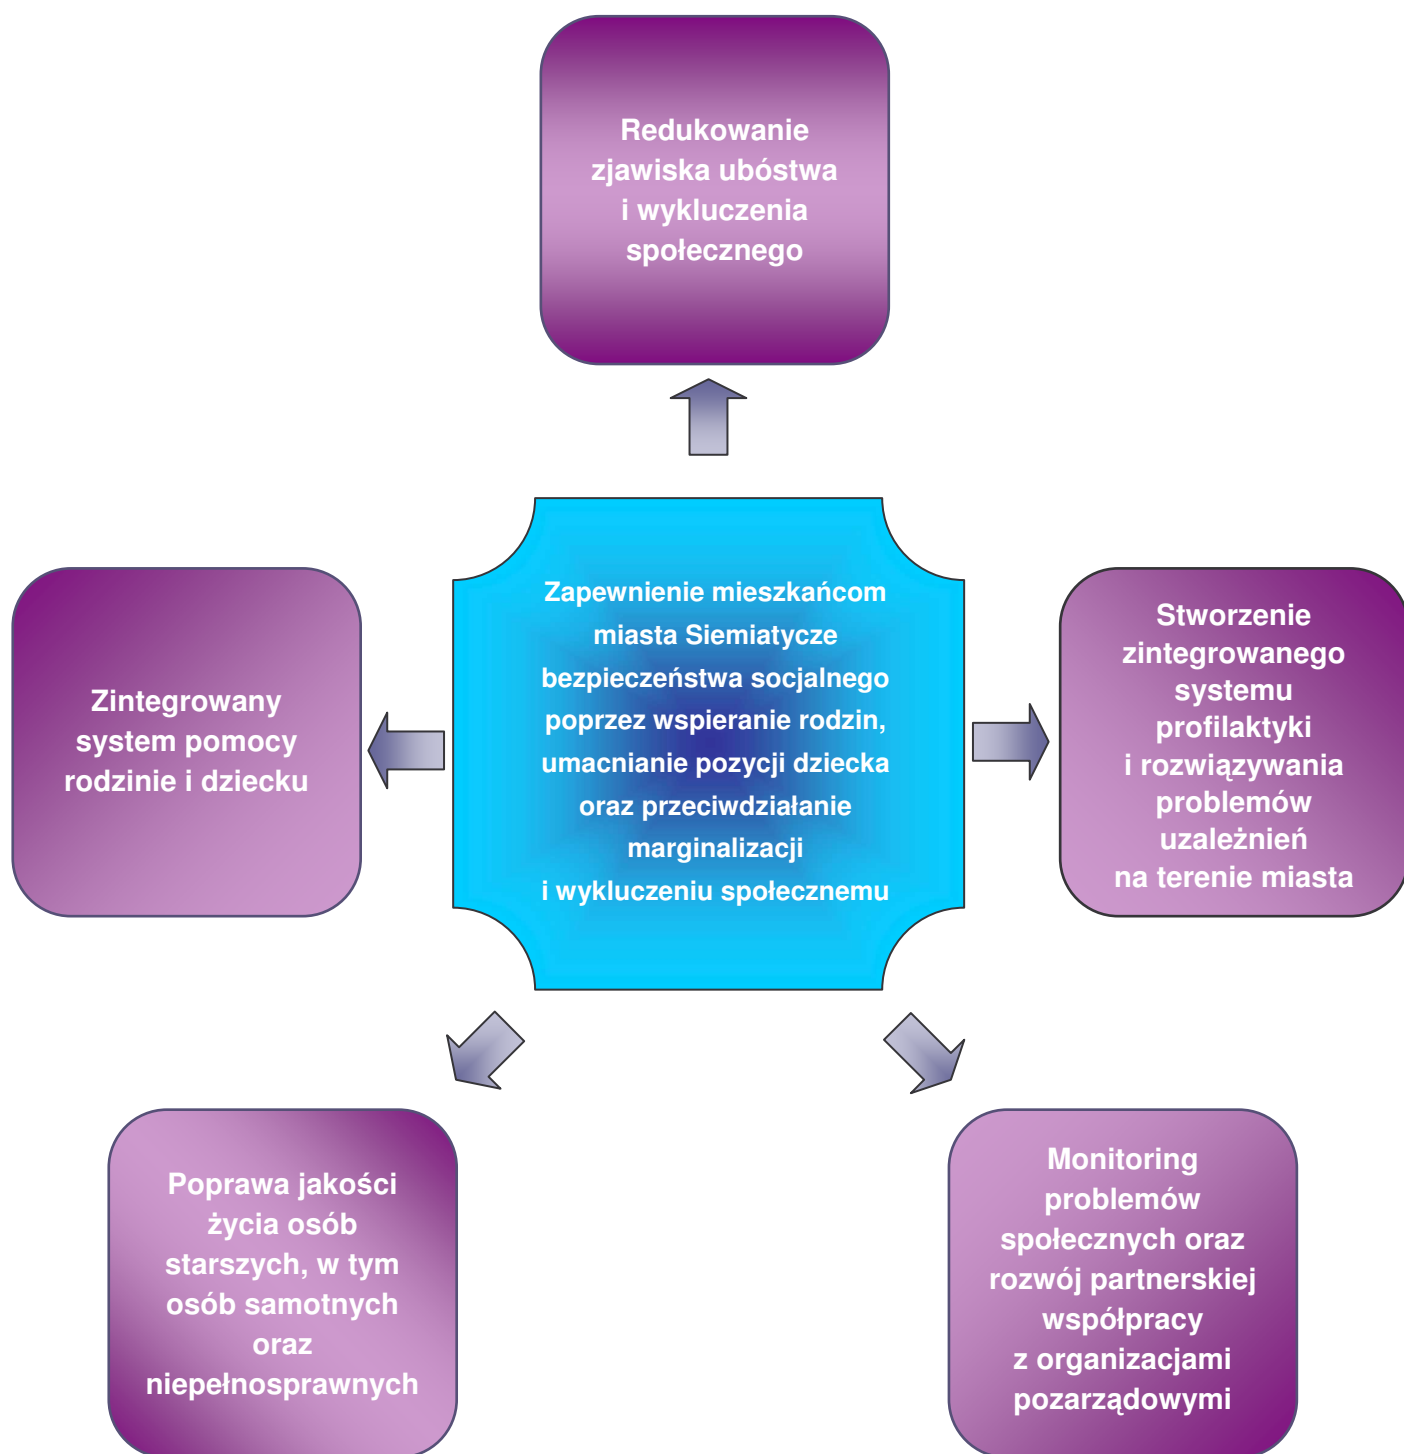 Redukowanie
zjawiska ubóstwa
i wykluczenia
społecznego
Zapewnienie mieszkańcom
miasta Siemiatycze
bezpieczeństwa socjalnego
poprzez wspieranie rodzin,
umacnianie pozycji dziecka
oraz przeciwdziałanie
marginalizacji
i wykluczeniu społecznemu
Zintegrowany
system pomocy
rodzinie i dziecku
Stworzenie
zintegrowanego
systemu
profilaktyki
i rozwiązywania
problemów
uzależnień
na terenie miasta
Poprawa jakości
życia osób
starszych, w tym
osób samotnych
oraz
niepełnosprawnych
Monitoring
problemów
społecznych oraz
rozwój partnerskiej
współpracy
z organizacjami
pozarządowymi